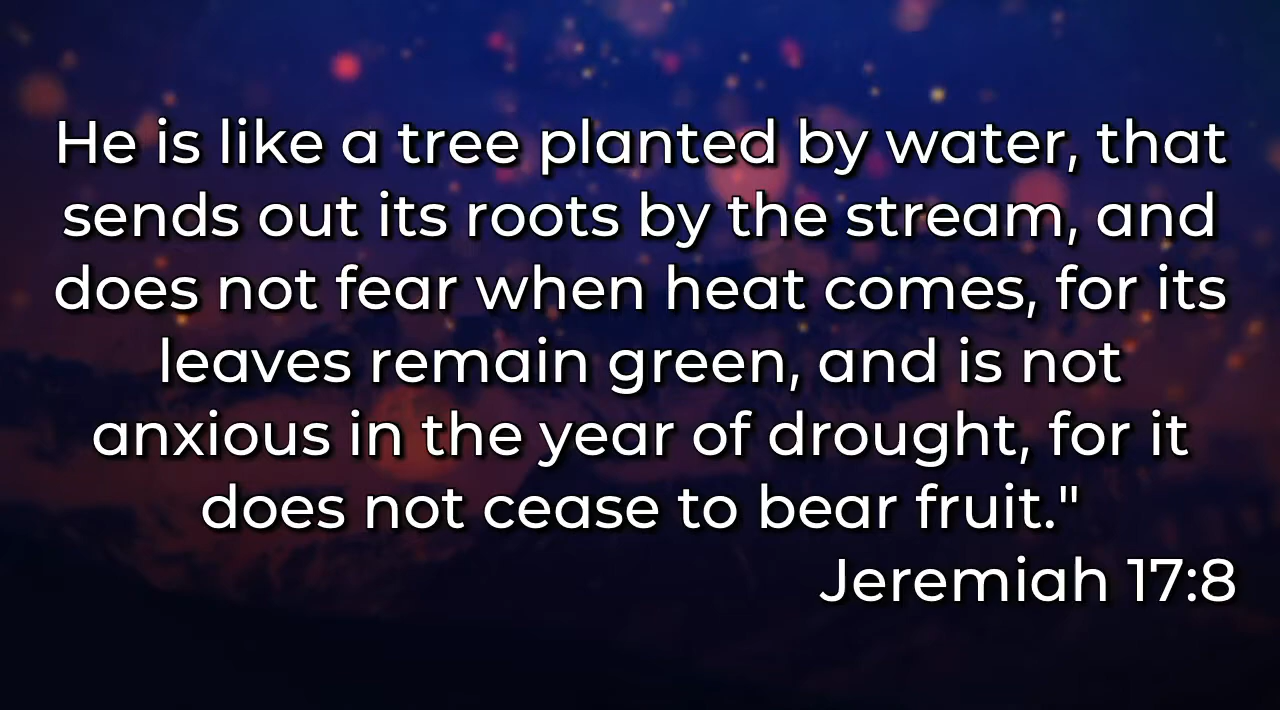 He is like a tree planted by water, that
sends out its roots by the stream, and
does not fear when heat comes, for its
leaves remain green, and is not
anxious in the year of drought, for it
does not cease to bear fruit."
Jeremiah 17:8